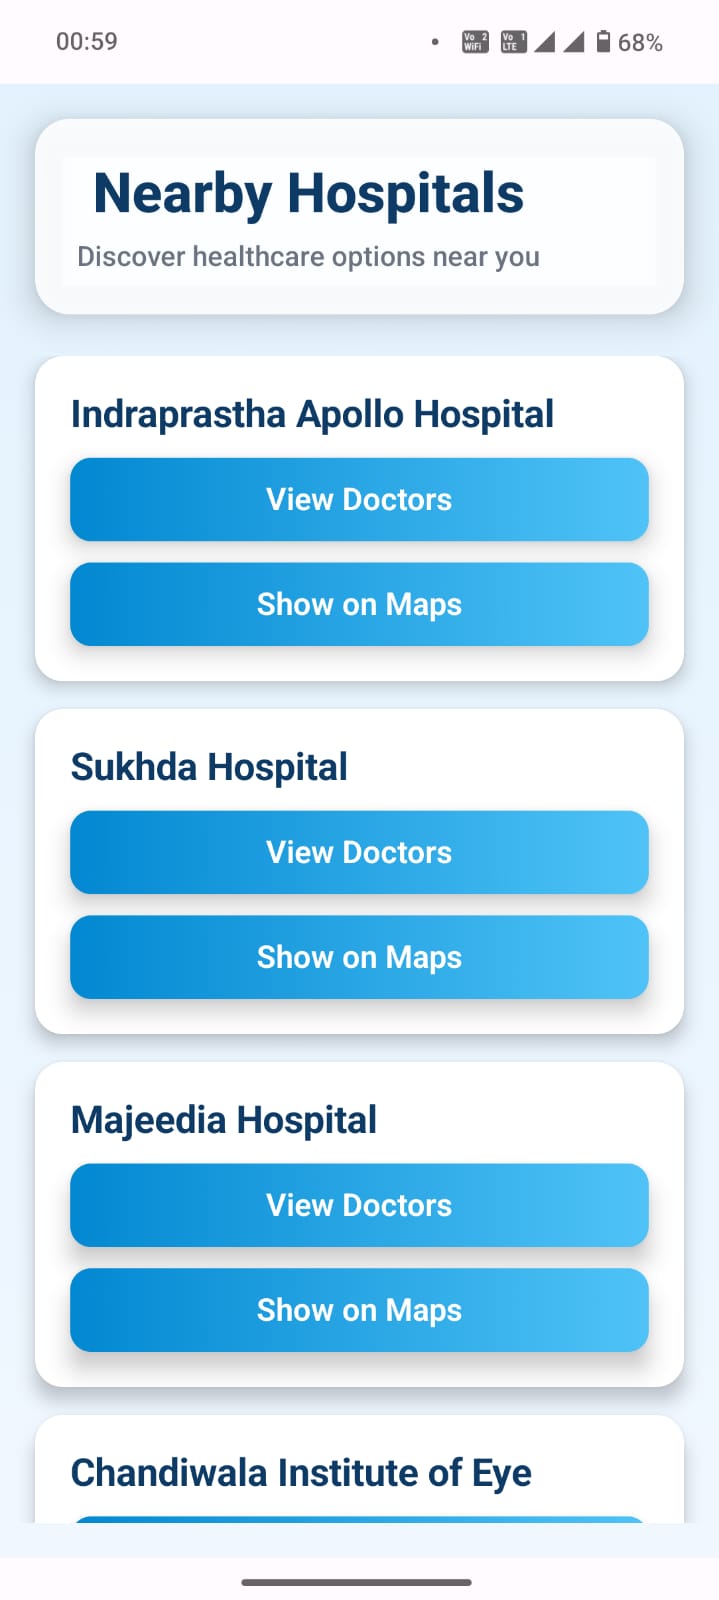 00:59
Vo 2
WiFi
Vo 1
LTE
68%
Nearby Hospitals
Discover healthcare options near you
Indraprastha Apollo Hospital
View Doctors
Show on Maps
Sukhda Hospital
View Doctors
Show on Maps
Majeedia Hospital
View Doctors
Show on Maps
Chandiwala Institute of Eye